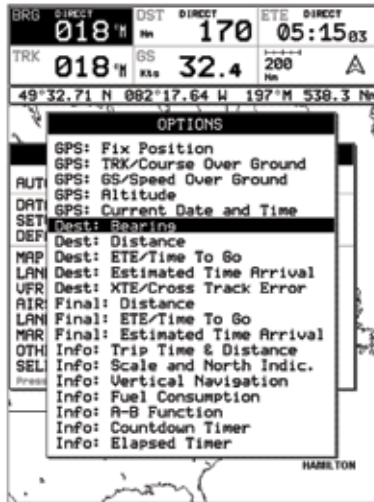 BRG DIRECT 018°M DST DIRECT Nm 170 ETE DIRECT 05:15 03
TRK 018°M GS Kts 32.4 200 Nm
49°32.71 N 082°17.64 W 197°M 538.3 Nm
OPTIONS
GPS: Fix Position
GPS: TRK/Course Over Ground
GPS: GS/Speed Over Ground
GPS: Altitude
GPS: Current Date and Time
Dest: Bearing
Dest: Distance
Dest: ETE/Time To Go
Dest: Estimated Time Arrival
Dest: XTE/Cross Track Error
Final: Distance
Final: ETE/Time To Go
Final: Estimated Time Arrival
Info: Trip Time & Distance
Info: Scale and North Indic.
Info: Vertical Navigation
Info: Fuel Consumption
Info: A-B Function
Info: Countdown Timer
Info: Elapsed Timer
AUT
DAT
SET
DEF
MAP
LAN
VFR
AIR
LAN
MAR
OTH
SEL
Press
HAMILTON